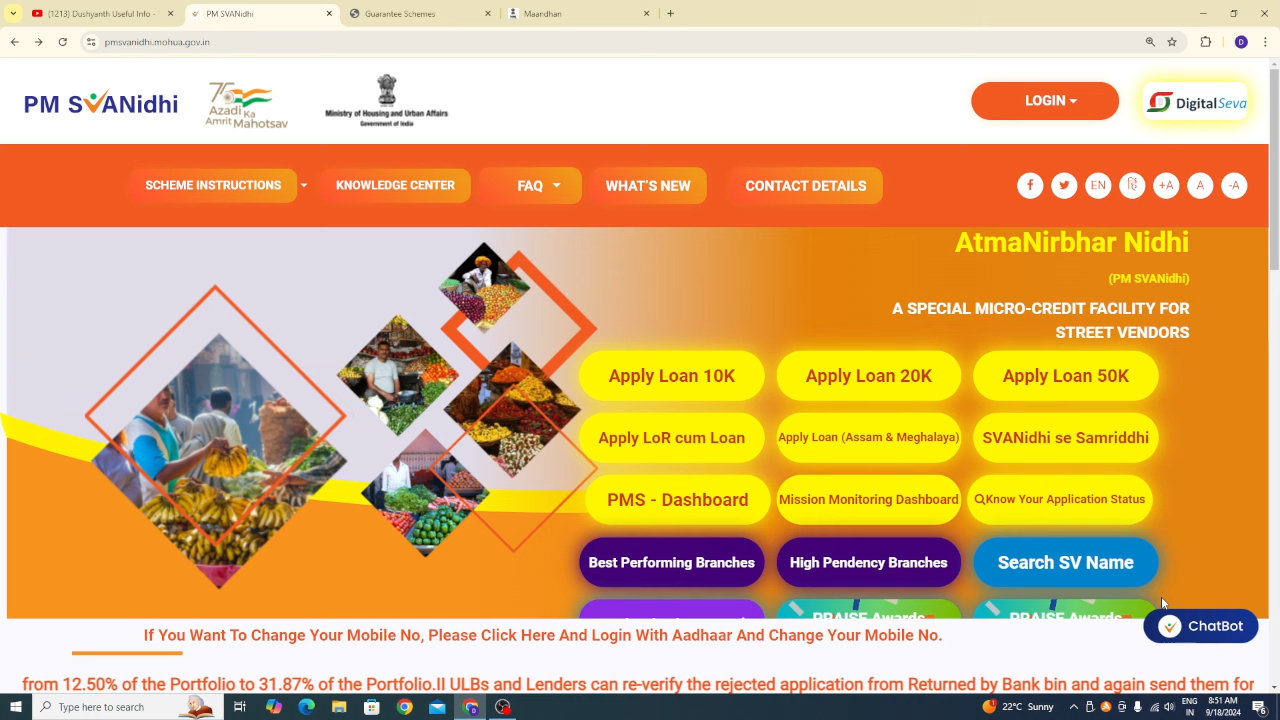 (1213) Dushyanth Useful Info -
PM SVANidhi
Guarantee Schemes
Maandhan
pmsvanidhi.mohua.gov.in
D
PM SVANidhi
75
Azadi Ka
Amrit Mahotsav
Ministry of Housing and Urban Affairs
Government of India
LOGIN
DigitalSeva
SCHEME INSTRUCTIONS
KNOWLEDGE CENTER
FAQ
WHAT'S NEW
CONTACT DETAILS
EN
हि
+A
A
-A
AtmaNirbhar Nidhi
(PM SVANidhi)
A SPECIAL MICRO-CREDIT FACILITY FOR
STREET VENDORS
Apply Loan 10K
Apply Loan 20K
Apply Loan 50K
Apply LoR cum Loan
Apply Loan (Assam & Meghalaya)
SVANidhi se Samriddhi
PMS - Dashboard
Mission Monitoring Dashboard
Know Your Application Status
Best Performing Branches
High Pendency Branches
Search SV Name
PRAISE Awards
PRAISE Awards
ChatBot
If You Want To Change Your Mobile No, Please Click Here And Login With Aadhaar And Change Your Mobile No.
from 12.50% of the Portfolio to 31.87% of the Portfolio.II ULBs and Lenders can re-verify the rejected application from Returned by Bank bin and again send them for
Type here to search
22°C Sunny
ENG
IN
8:51 AM
9/18/2024